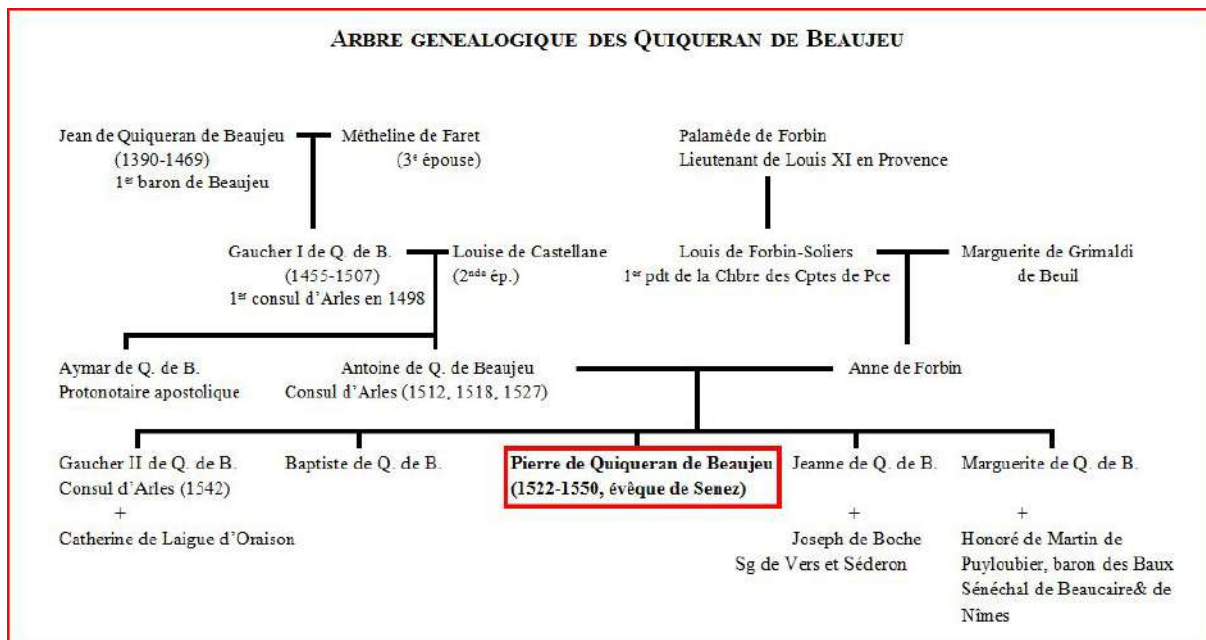 ARBRE GENEALOGIQUE DES QUIQUERAN DE BEAUJEU
Jean de Quiqueran de Beaujeu
(1390-1469)
1er baron de Beaujeu
Métheline de Faret
(3e épouse)
Palamède de Forbin
Lieutenant de Louis XI en Provence
Gaucher I de Q. de B.
(1455-1507)
1er consul d'Arles en 1498
Louise de Castellane
(2nde ép.)
Louis de Forbin-Soliers
1er pdt de la Chbre des Cptes de Pce
Marguerite de Grimaldi
de Beuil
Aymar de Q. de B.
Protonotaire apostolique
Antoine de Q. de Beaujeu
Consul d'Arles (1512, 1518, 1527)
Anne de Forbin
Gaucher II de Q. de B.
Consul d'Arles (1542)
+
Catherine de Laigue d'Oraison
Baptiste de Q. de B.
Pierre de Quiqueran de Beaujeu
(1522-1550, évêque de Senez)
Jeanne de Q. de B.
+
Joseph de Boche
Sg de Vers et Séderon
Marguerite de Q. de B.
+
Honoré de Martin de
Puyloubier, baron des Baux
Sénéchal de Beaucaire& de
Nîmes